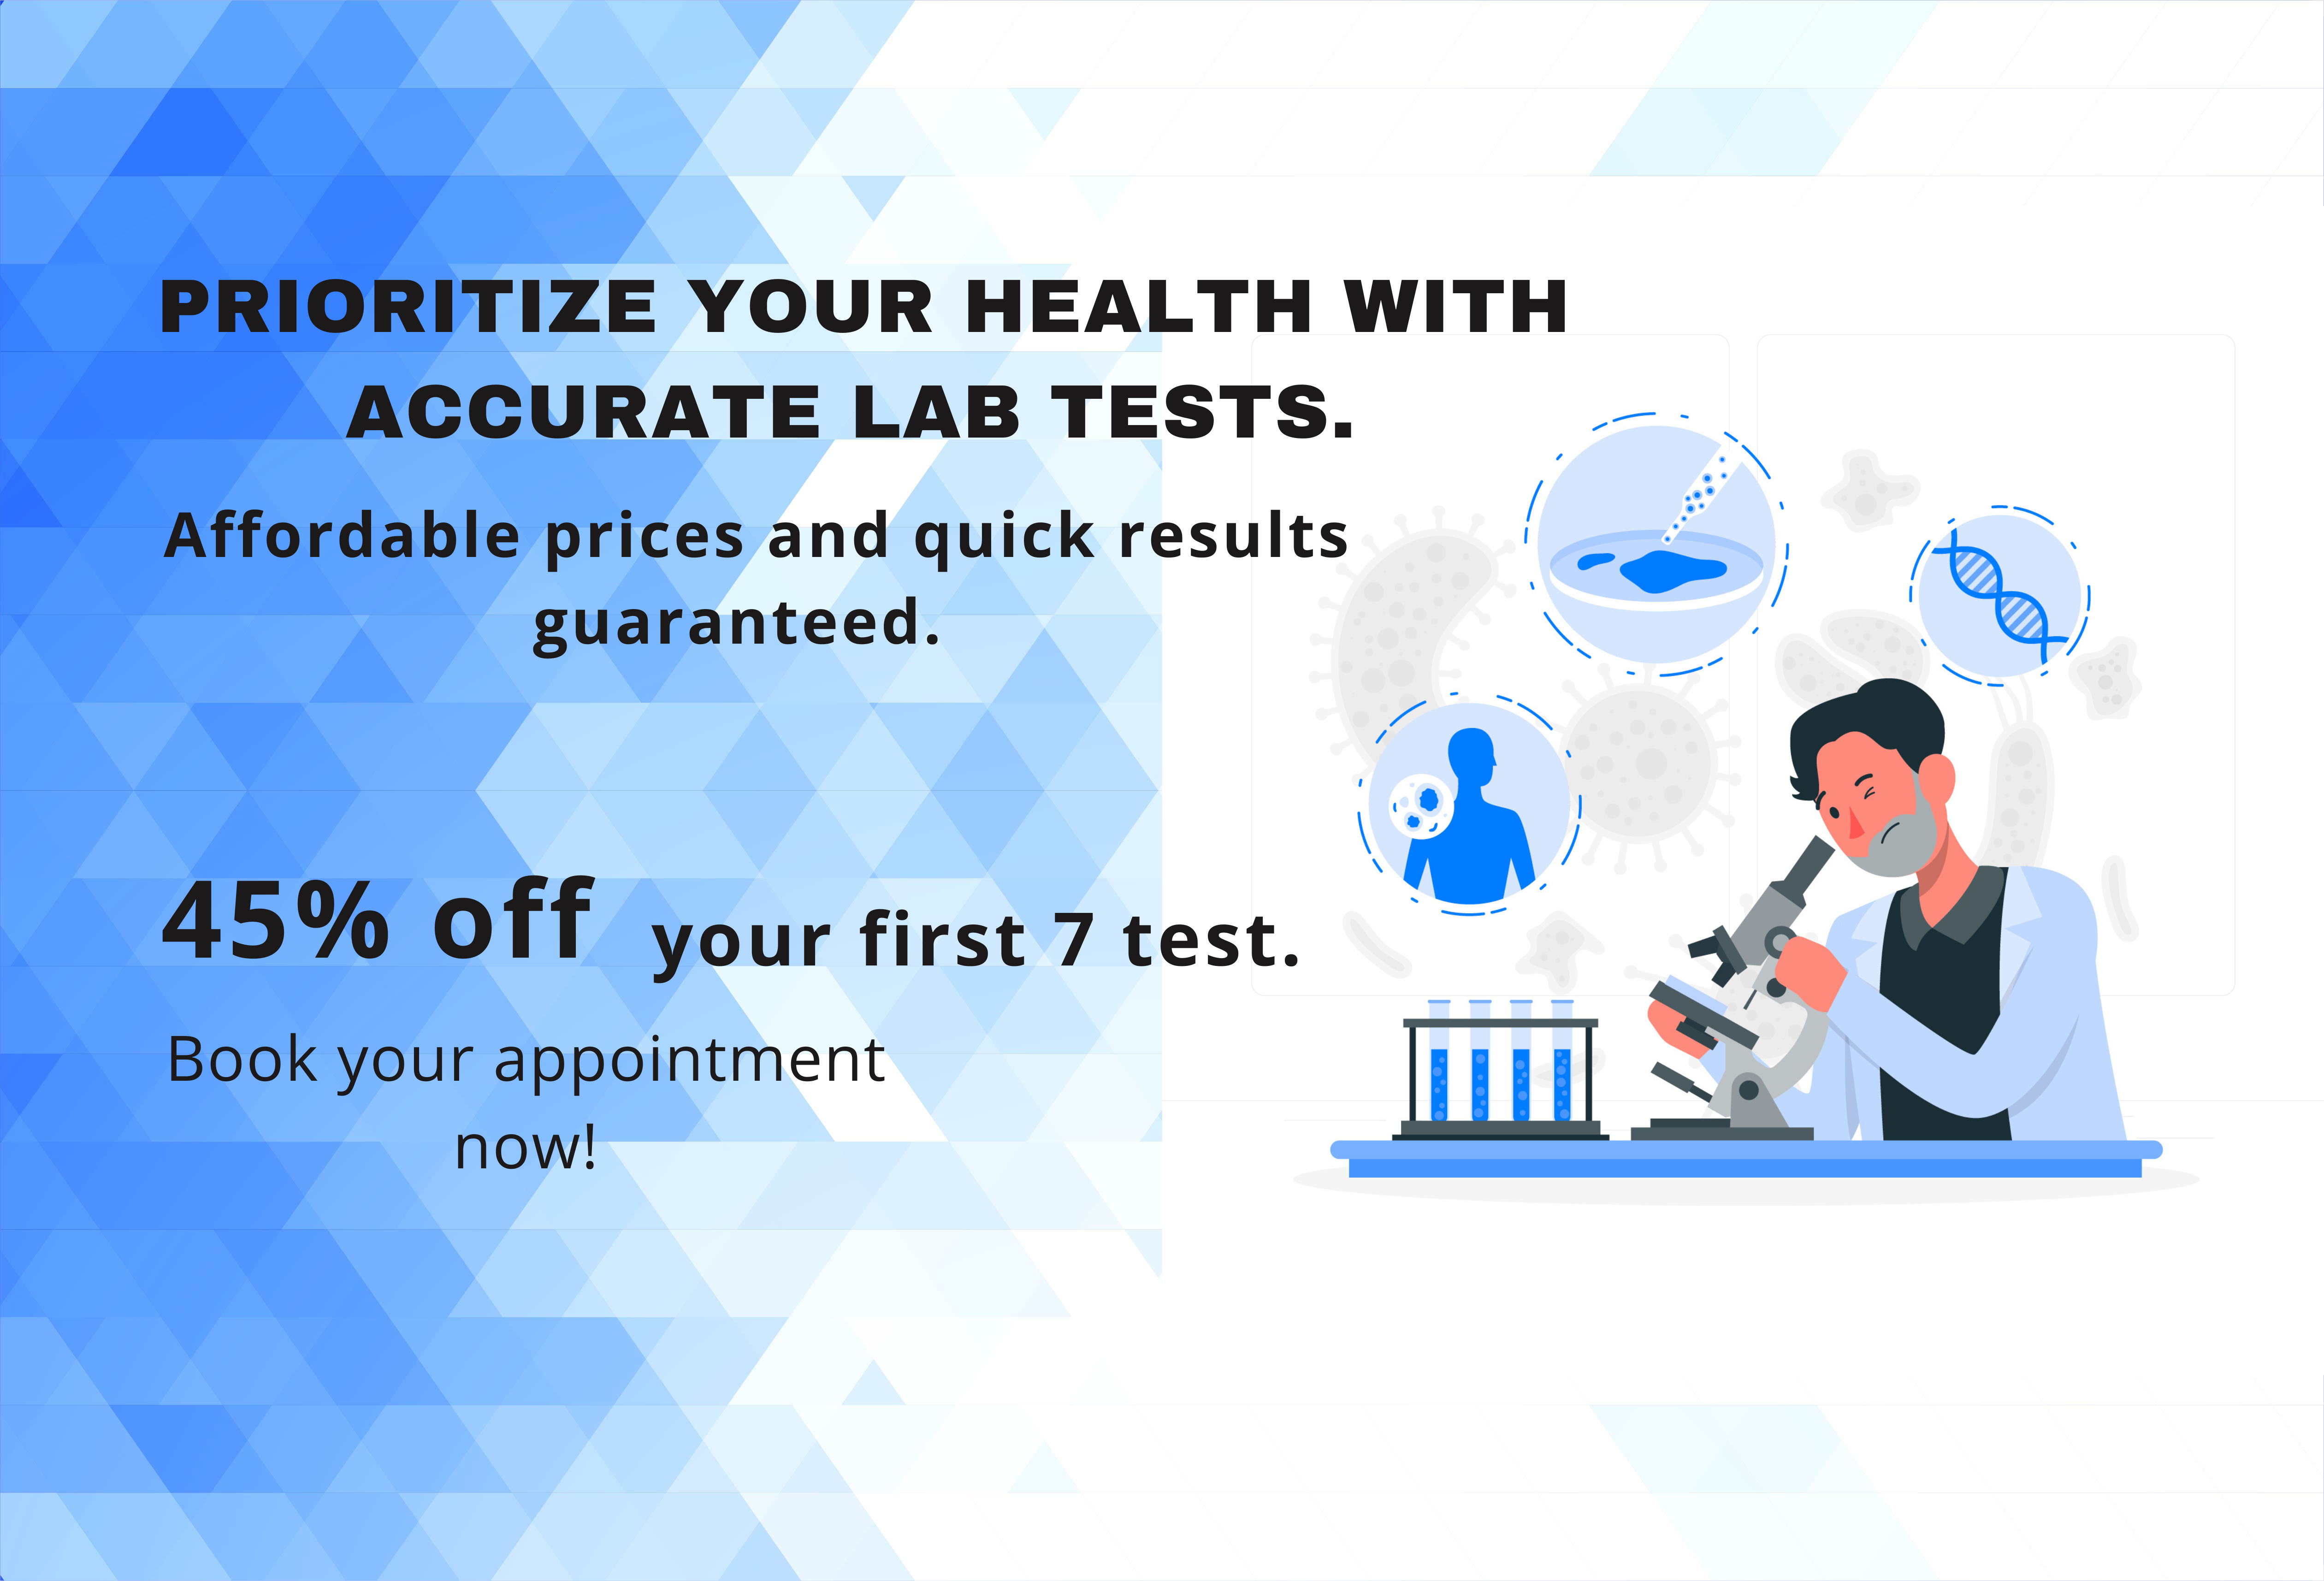 PRIORITIZE YOUR HEALTH WITH
ACCURATE LAB TESTS.
Affordable prices and quick results
guaranteed.
45% off your first 7 test.
Book your appointment
now!